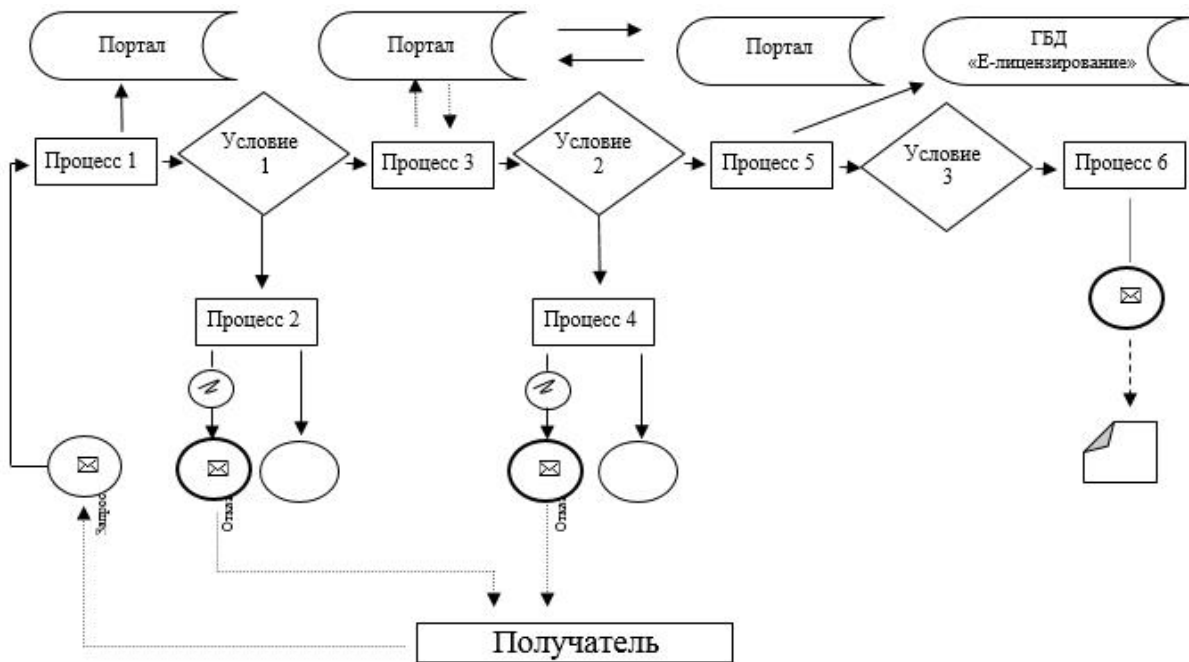 Портал
Портал
Портал
ГБД
«Е-лицензирование»
Процесс 1
Условие
1
Процесс 3
Условие
2
Процесс 5
Условие
3
Процесс 6
Процесс 2
Процесс 4
Запрос
Отказ
Отказ
Получатель